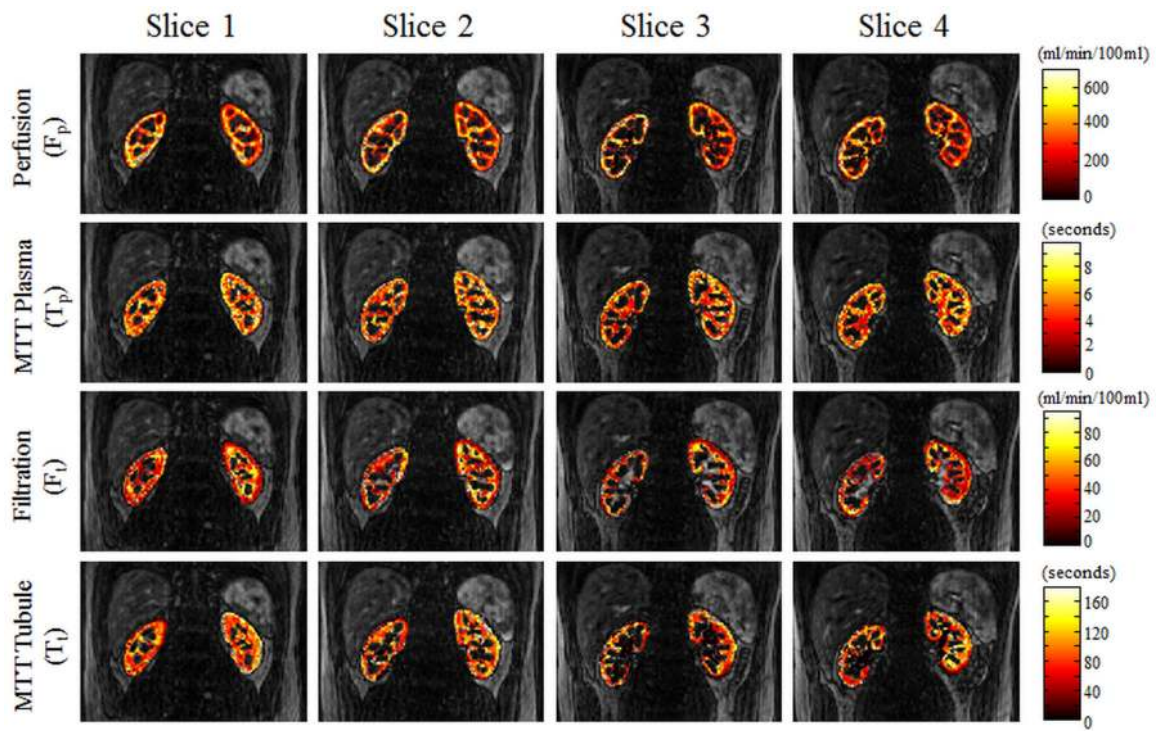 Slice 1 Slice 2 Slice 3 Slice 4
(ml/min/100ml)
Perfusion
(Fp)
600
400
200
0
(seconds)
MTT Plasma
(Tp)
8
6
4
2
0
(ml/min/100ml)
Filtration
(Ft)
80
60
40
20
0
(seconds)
MTT Tubule
(Tt)
160
120
80
40
0